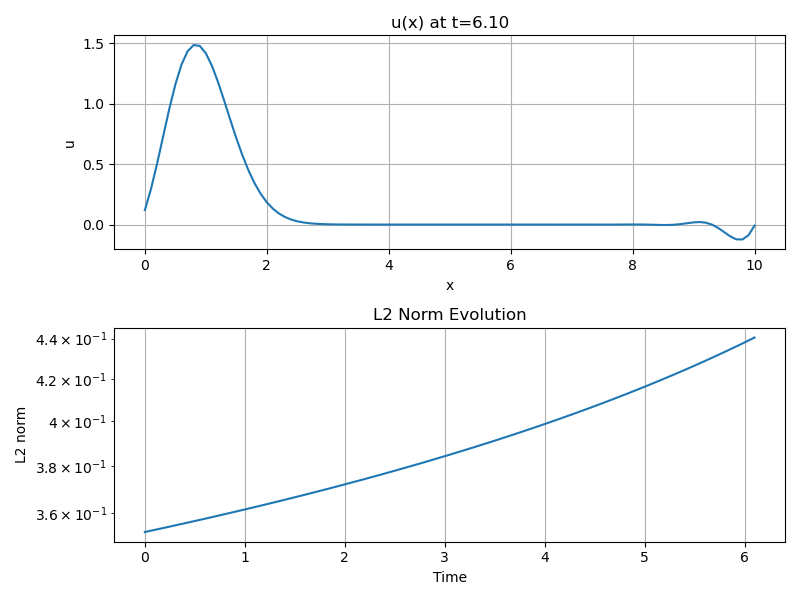 u(x) at t=6.10
1.5
1.0
0.5
0.0
u
0 2 4 6 8 10
x
L2 Norm Evolution
4.4 × 10⁻¹
4.2 × 10⁻¹
4 × 10⁻¹
3.8 × 10⁻¹
3.6 × 10⁻¹
L2 norm
0 1 2 3 4 5 6
Time